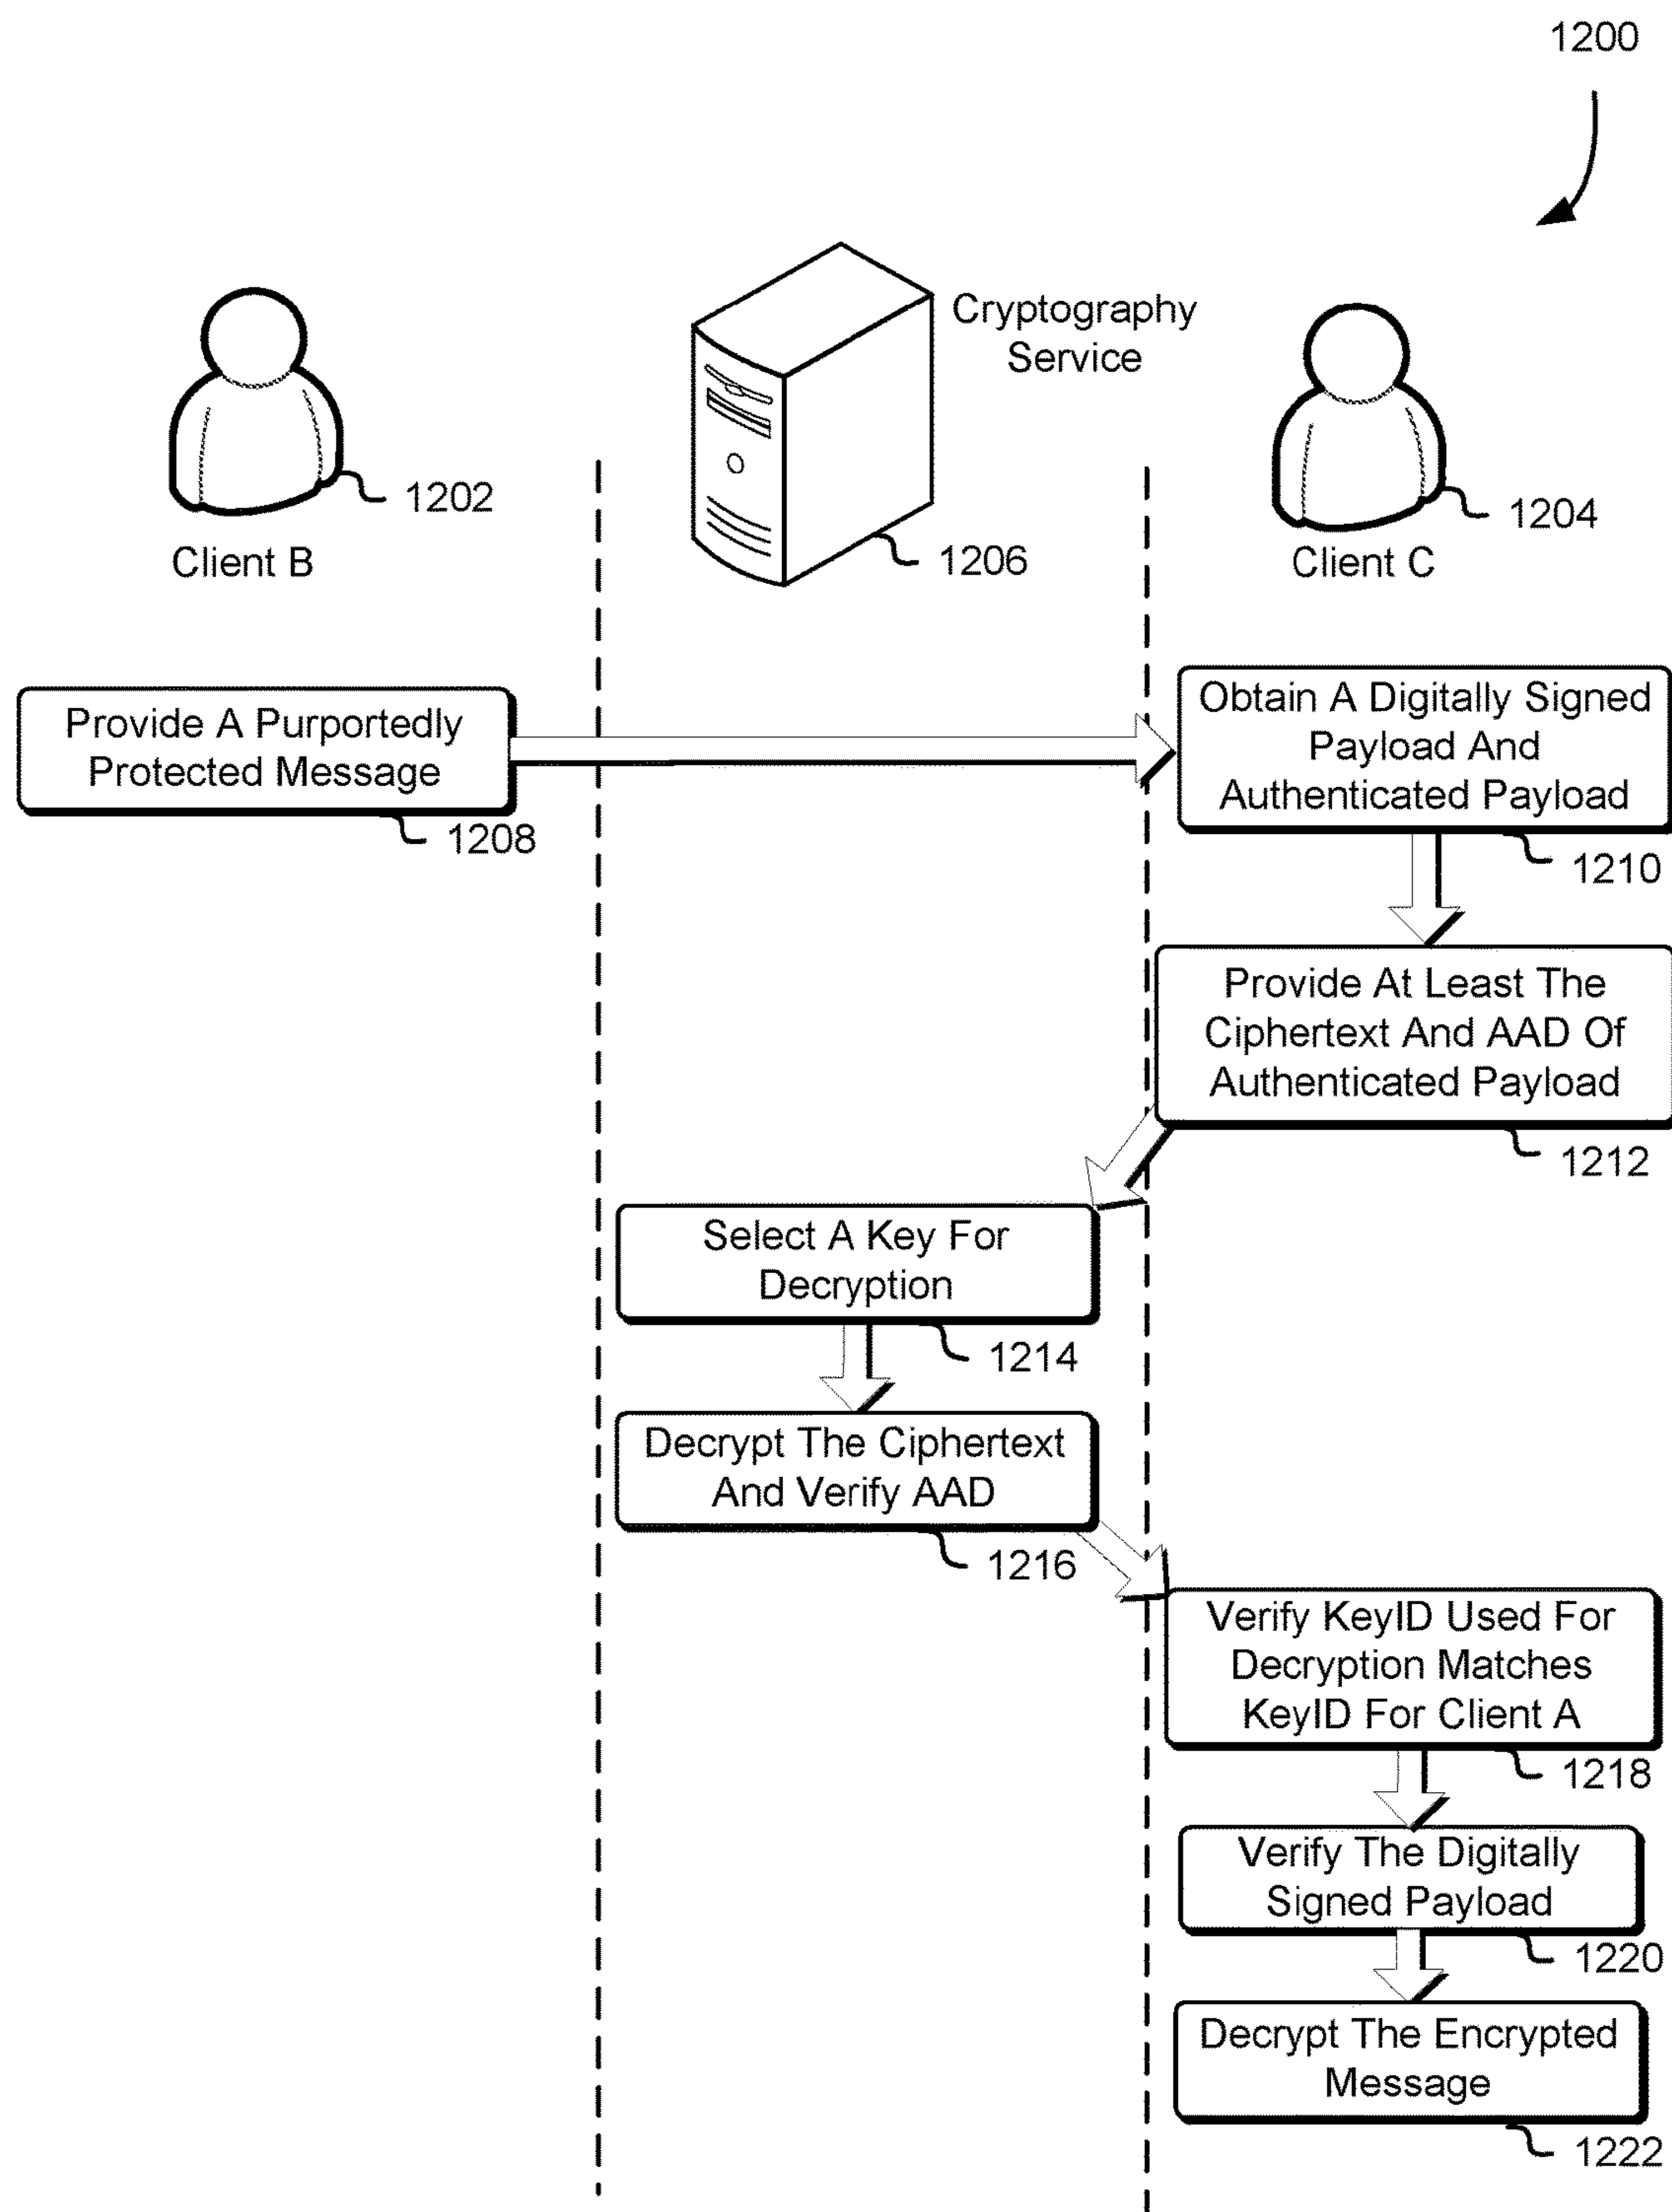 1200
Cryptography
Service
1202
1204
1206
Client B
Client C
Provide A Purportedly
Protected Message
1208
Obtain A Digitally Signed
Payload And
Authenticated Payload
1210
Provide At Least The
Ciphertext And AAD Of
Authenticated Payload
1212
Select A Key For
Decryption
1214
Decrypt The Ciphertext
And Verify AAD
1216
Verify KeyID Used For
Decryption Matches
KeyID For Client A
1218
Verify The Digitally
Signed Payload
1220
Decrypt The Encrypted
Message
1222